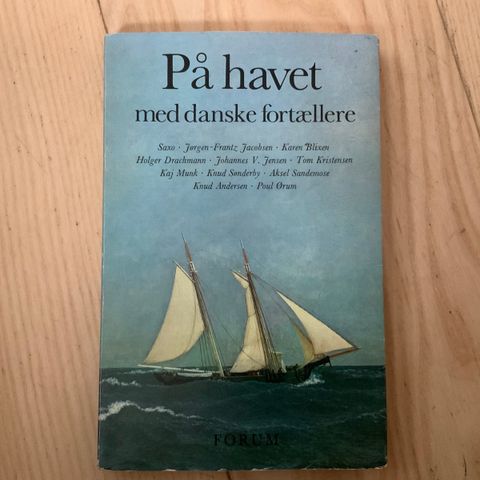 På havet
med danske fortællere
Saxo · Jørgen-Frantz Jacobsen · Karen Blixen
Holger Drachmann · Johannes V. Jensen · Tom Kristensen
Kaj Munk · Knud Sønderby · Aksel Sandemose
Knud Andersen · Poul Ørum
FORUM